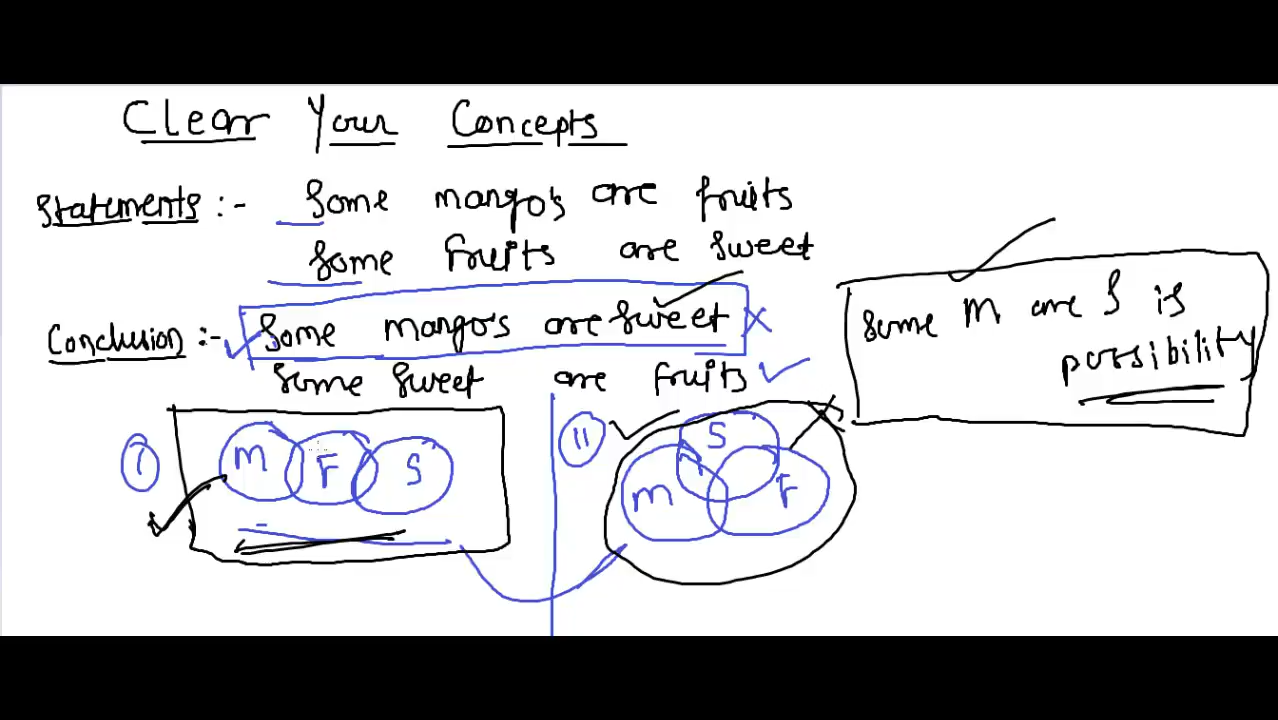 Clear Your Concepts
Statements :- Some mango's are fruits
Some Fruits are sweet
Conclusion :- Some mango's are sweet
Some sweet are fruits
Some M are S is
possibility
I
M F S
II
S
M F